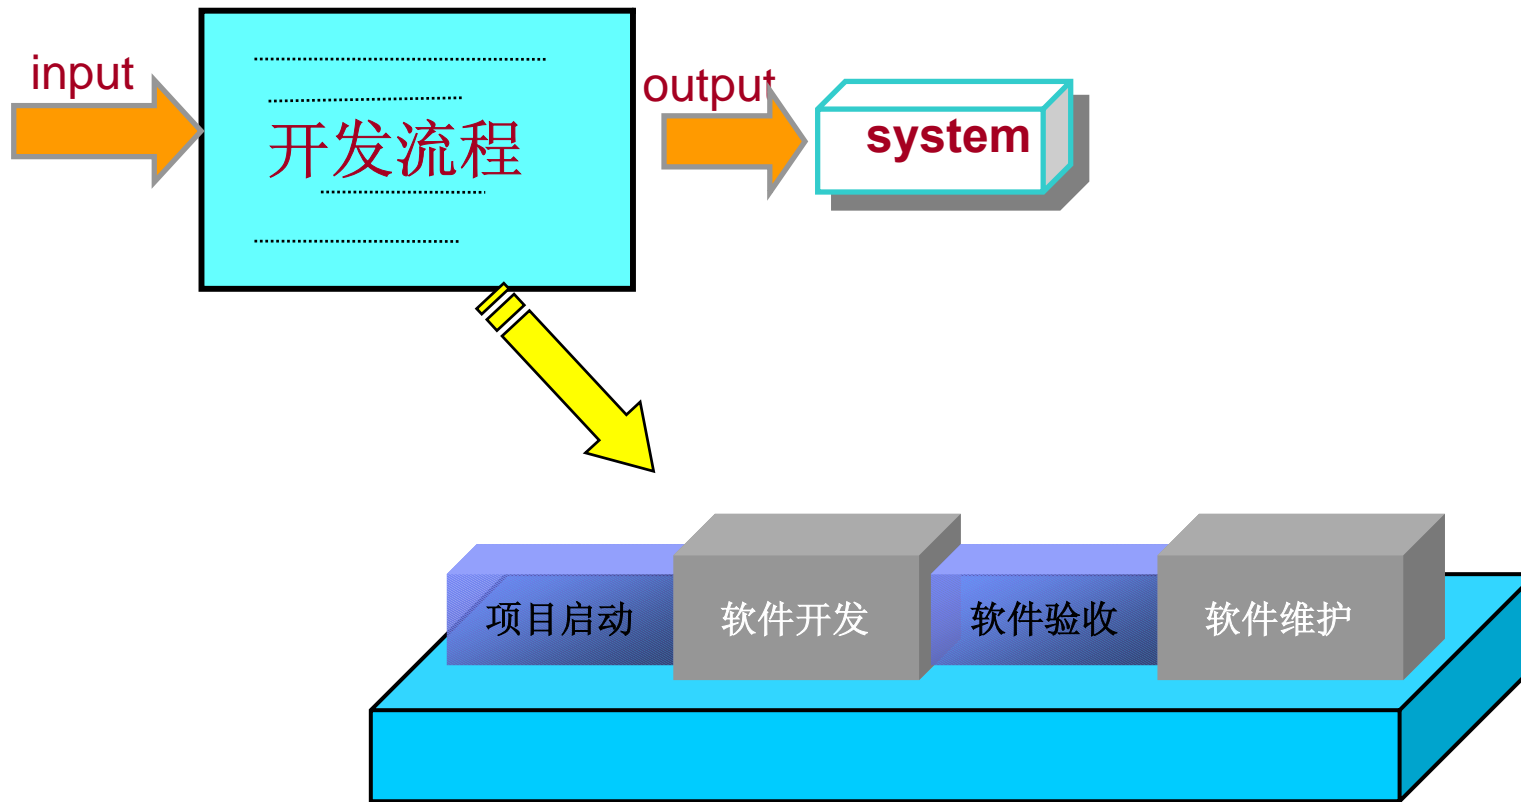 input
output
system
开发流程
项目启动
软件开发
软件验收
软件维护